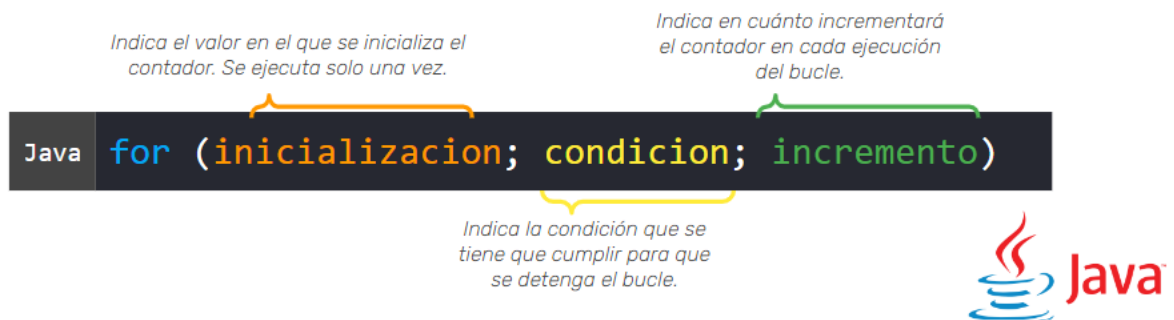 Indica el valor en el que se inicializa el
contador. Se ejecuta solo una vez.
Indica en cuánto incrementará
el contador en cada ejecución
del bucle.
Java for (inicializacion; condicion; incremento)
Indica la condición que se
tiene que cumplir para que
se detenga el bucle.
Java